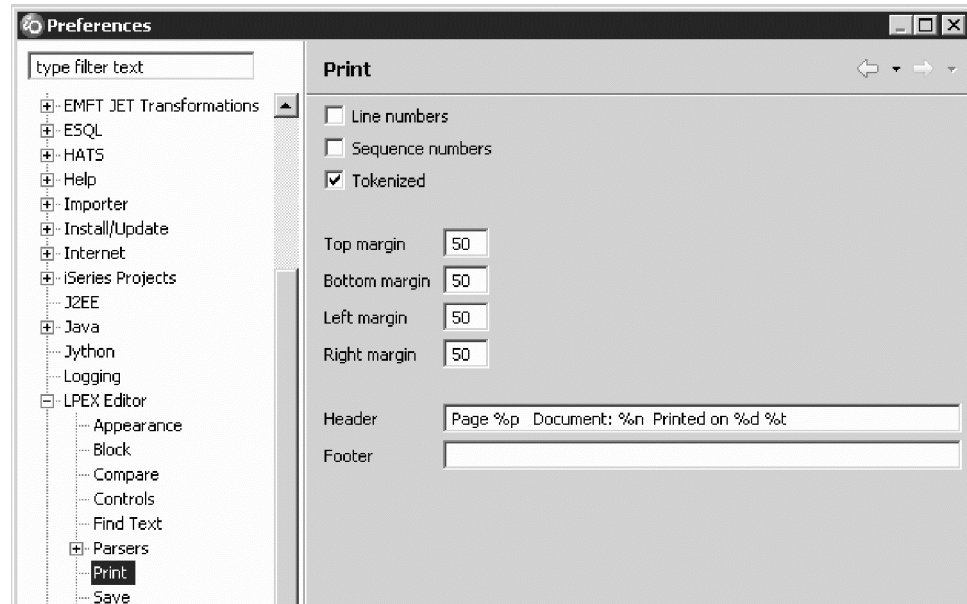 Preferences
type filter text
EMFT JET Transformations
ESQL
HATS
Help
Importer
Install/Update
Internet
iSeries Projects
J2EE
Java
Jython
Logging
LPEX Editor
Appearance
Block
Compare
Controls
Find Text
Parsers
Print
Save
Print
Line numbers
Sequence numbers
Tokenized
Top margin 50
Bottom margin 50
Left margin 50
Right margin 50
Header Page %p Document: %n Printed on %d %t
Footer